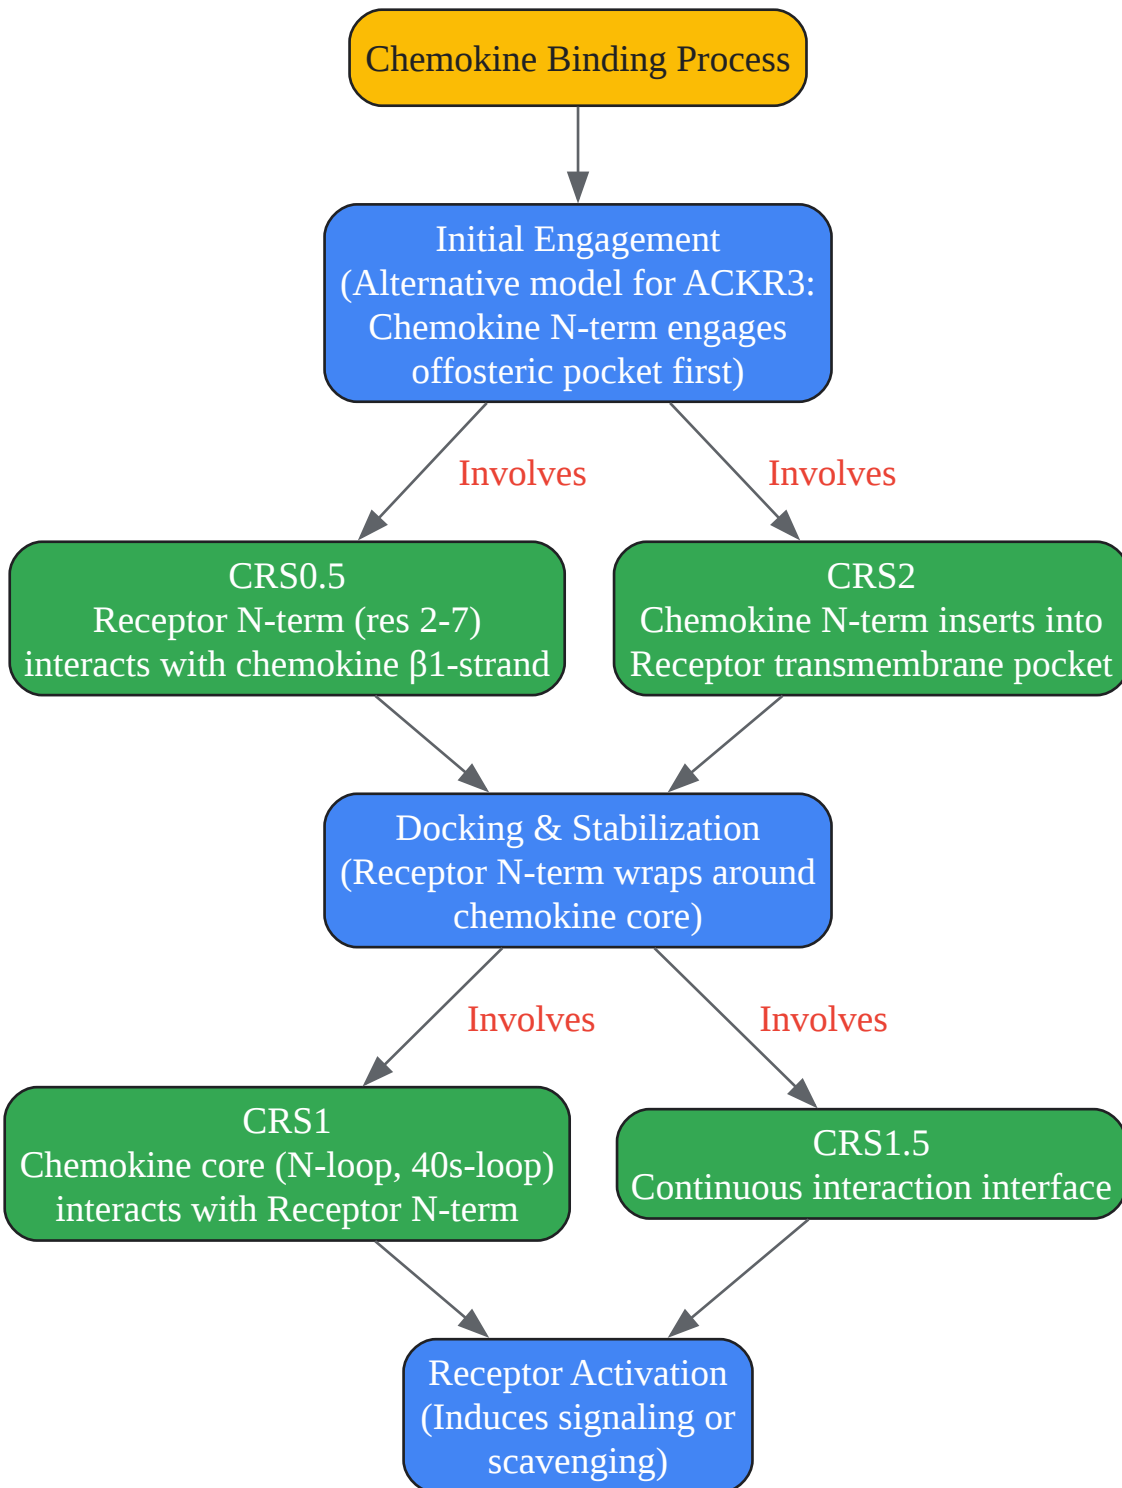 Chemokine Binding Process
Initial Engagement
(Alternative model for ACKR3:
Chemokine N-term engages
offosteric pocket first)
Involves
Involves
CRS0.5
Receptor N-term (res 2-7)
interacts with chemokine β1-strand
CRS2
Chemokine N-term inserts into
Receptor transmembrane pocket
Docking & Stabilization
(Receptor N-term wraps around
chemokine core)
Involves
Involves
CRS1
Chemokine core (N-loop, 40s-loop)
interacts with Receptor N-term
CRS1.5
Continuous interaction interface
Receptor Activation
(Induces signaling or
scavenging)